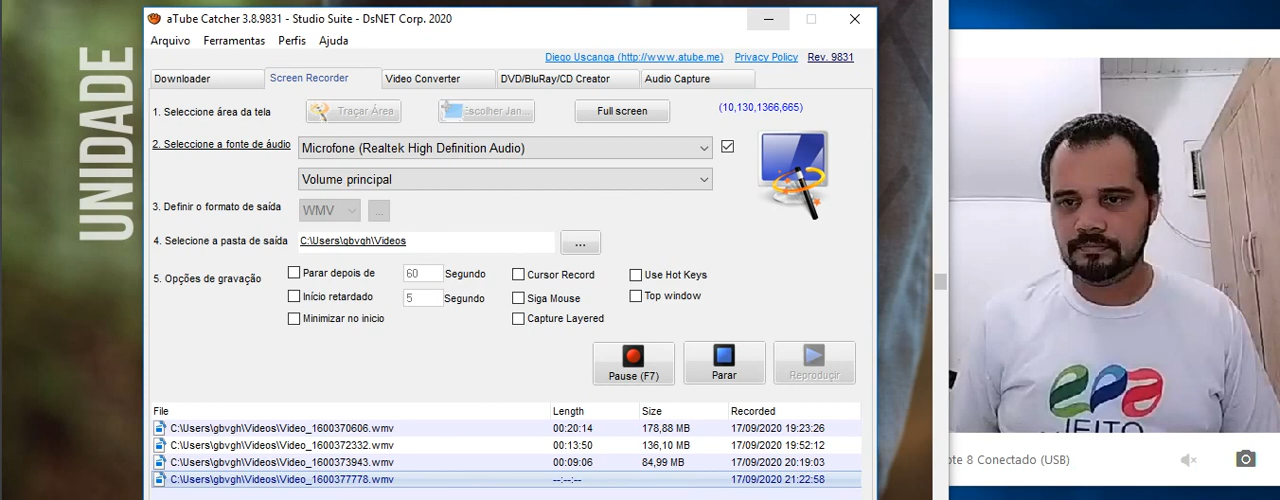 UNIDADE
aTube Catcher 3.8.9831 - Studio Suite - DsNET Corp. 2020
Arquivo Ferramentas Perfis Ajuda
Diego Uscanga (http://www.atube.me) Privacy Policy Rev. 9831
Downloader Screen Recorder Video Converter DVD/BluRay/CD Creator Audio Capture
1. Seleccione área da tela Traçar Área Escolher Jan... Full screen (10,130,1366,665)
2. Seleccione a fonte de áudio Microfone (Realtek High Definition Audio)
Volume principal
3. Definir o formato de saída WMV ...
4. Selecione a pasta de saída C:\Users\gbvgh\Videos ...
5. Opções de gravação Parar depois de 60 Segundo Cursor Record Use Hot Keys
Início retardado 5 Segundo Siga Mouse Top window
Minimizar no inicio Capture Layered
Pause (F7) Parar Reproduçir
File Length Size Recorded
C:\Users\gbvgh\Videos\Video_1600370606.wmv 00:20:14 178,88 MB 17/09/2020 19:23:26
C:\Users\gbvgh\Videos\Video_1600372332.wmv 00:13:50 136,10 MB 17/09/2020 19:52:12
C:\Users\gbvgh\Videos\Video_1600373943.wmv 00:09:06 84,99 MB 17/09/2020 20:19:03
C:\Users\gbvgh\Videos\Video_1600377778.wmv --:--:-- 17/09/2020 21:22:58
epa
JEITO
8 Conectado (USB)